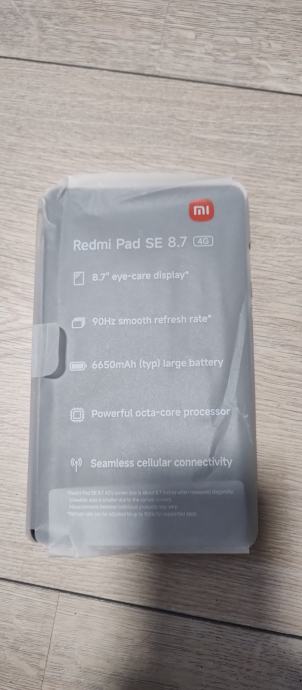 mi
Redmi Pad SE 8.7 4G
8.7" eye-care display*
90Hz smooth refresh rate*
6650mAh (typ) large battery
Powerful octa-core processor
Seamless cellular connectivity